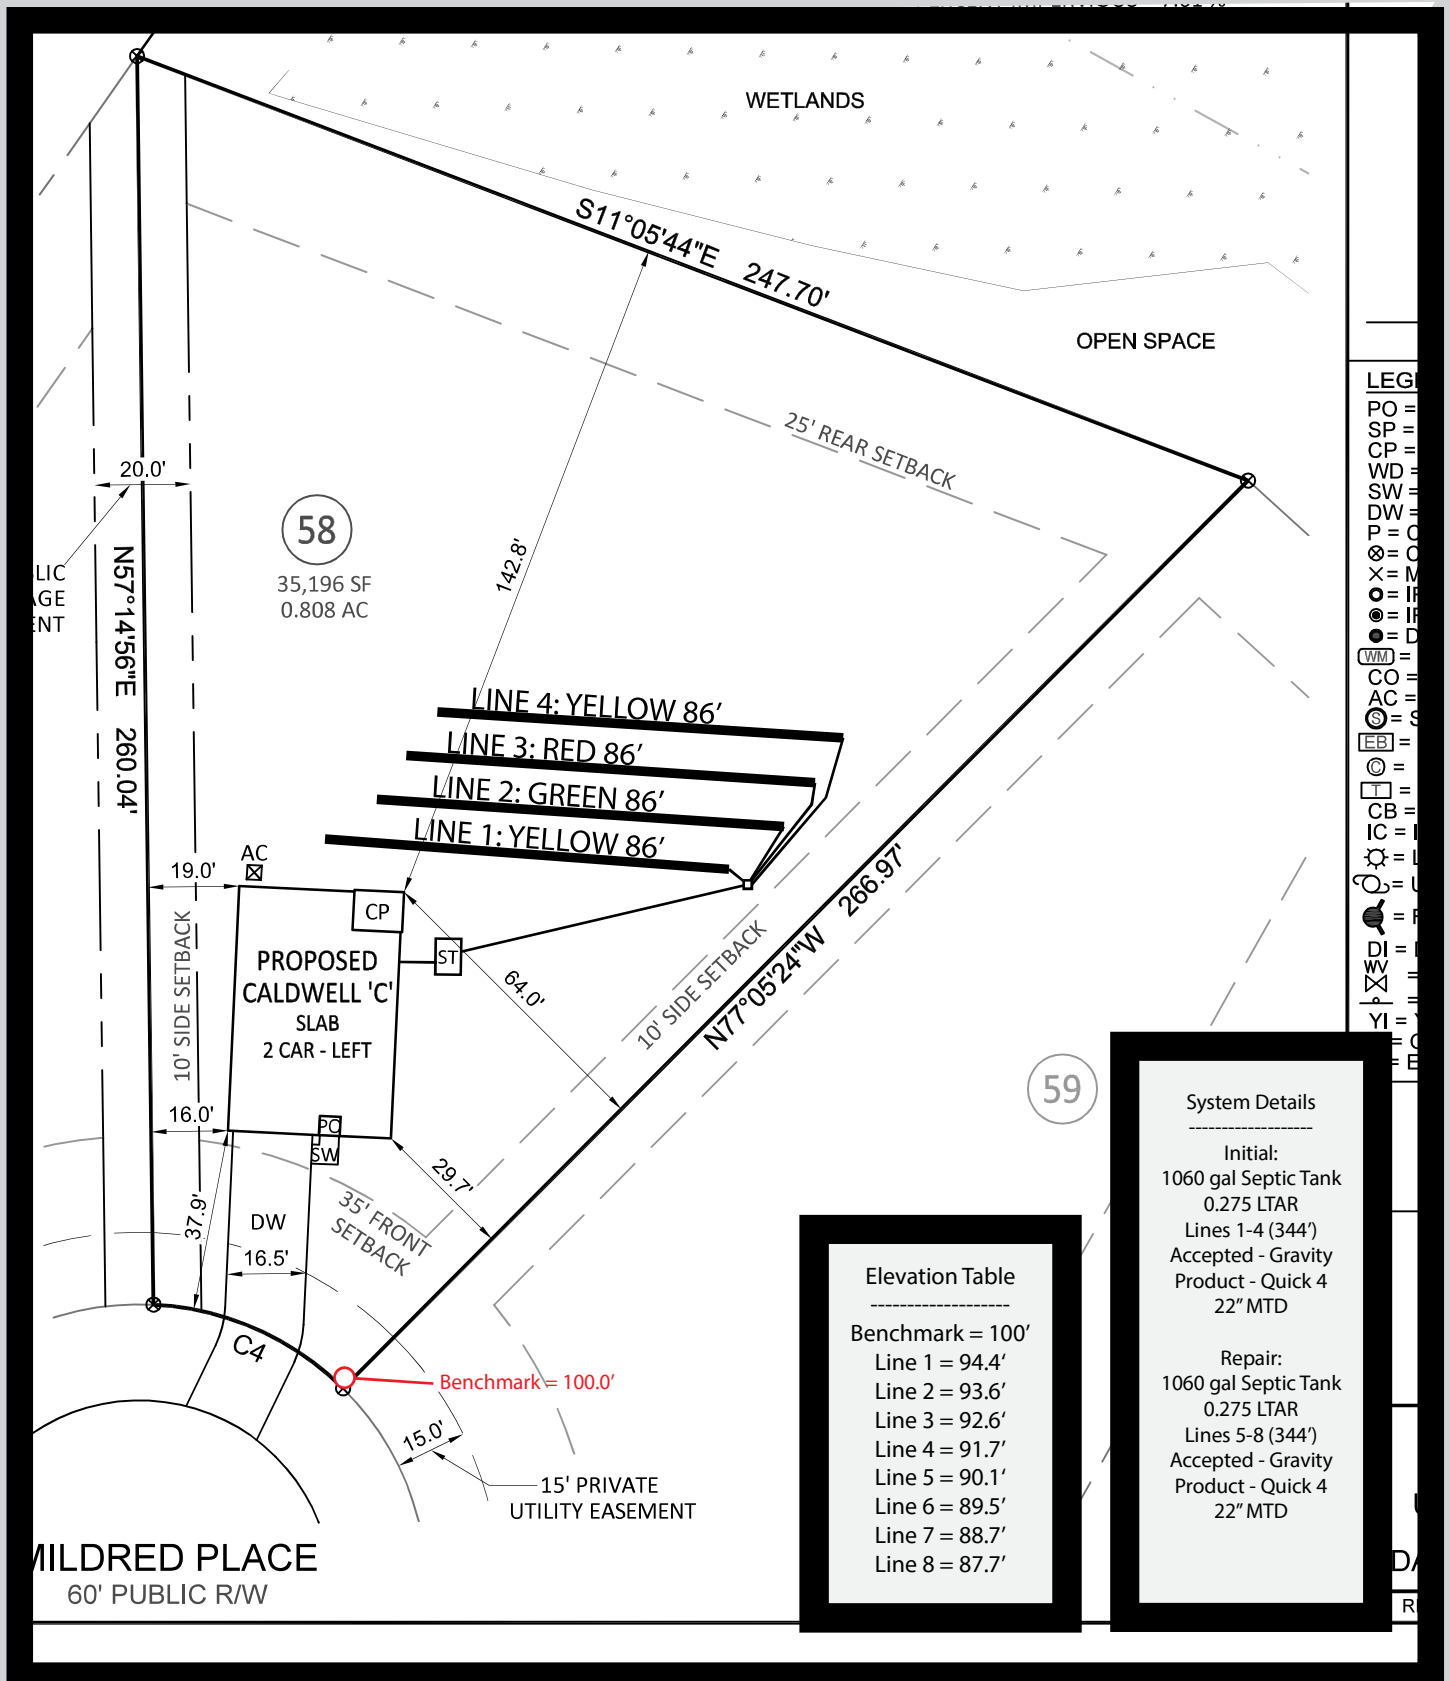 WETLANDS
S11°05'44"E 247.70'
OPEN SPACE
25' REAR SETBACK
20.0'
58
35,196 SF
0.808 AC
142.8'
N57°14'56"E 260.04'
LINE 4: YELLOW 86'
LINE 3: RED 86'
LINE 2: GREEN 86'
LINE 1: YELLOW 86'
AC
19.0'
CP
ST
PROPOSED
CALDWELL 'C'
SLAB
2 CAR - LEFT
10' SIDE SETBACK
64.0'
10' SIDE SETBACK
N77°05'24"W 266.97'
16.0'
PO
SW
29.7'
37.9'
DW
16.5'
35' FRONT
SETBACK
C4
Benchmark = 100.0'
15.0'
15' PRIVATE
UTILITY EASEMENT
MILDRED PLACE
60' PUBLIC R/W
59
Elevation Table
-------------------
Benchmark = 100'
Line 1 = 94.4'
Line 2 = 93.6'
Line 3 = 92.6'
Line 4 = 91.7'
Line 5 = 90.1'
Line 6 = 89.5'
Line 7 = 88.7'
Line 8 = 87.7'
System Details
-------------------
Initial:
1060 gal Septic Tank
0.275 LTAR
Lines 1-4 (344')
Accepted - Gravity
Product - Quick 4
22" MTD
Repair:
1060 gal Septic Tank
0.275 LTAR
Lines 5-8 (344')
Accepted - Gravity
Product - Quick 4
22" MTD
PO =
SP =
CP =
WD =
SW =
DW =
P =
WM =
CO =
AC =
S =
EB =
C =
T =
CB =
IC =
DI =
WV
YI =